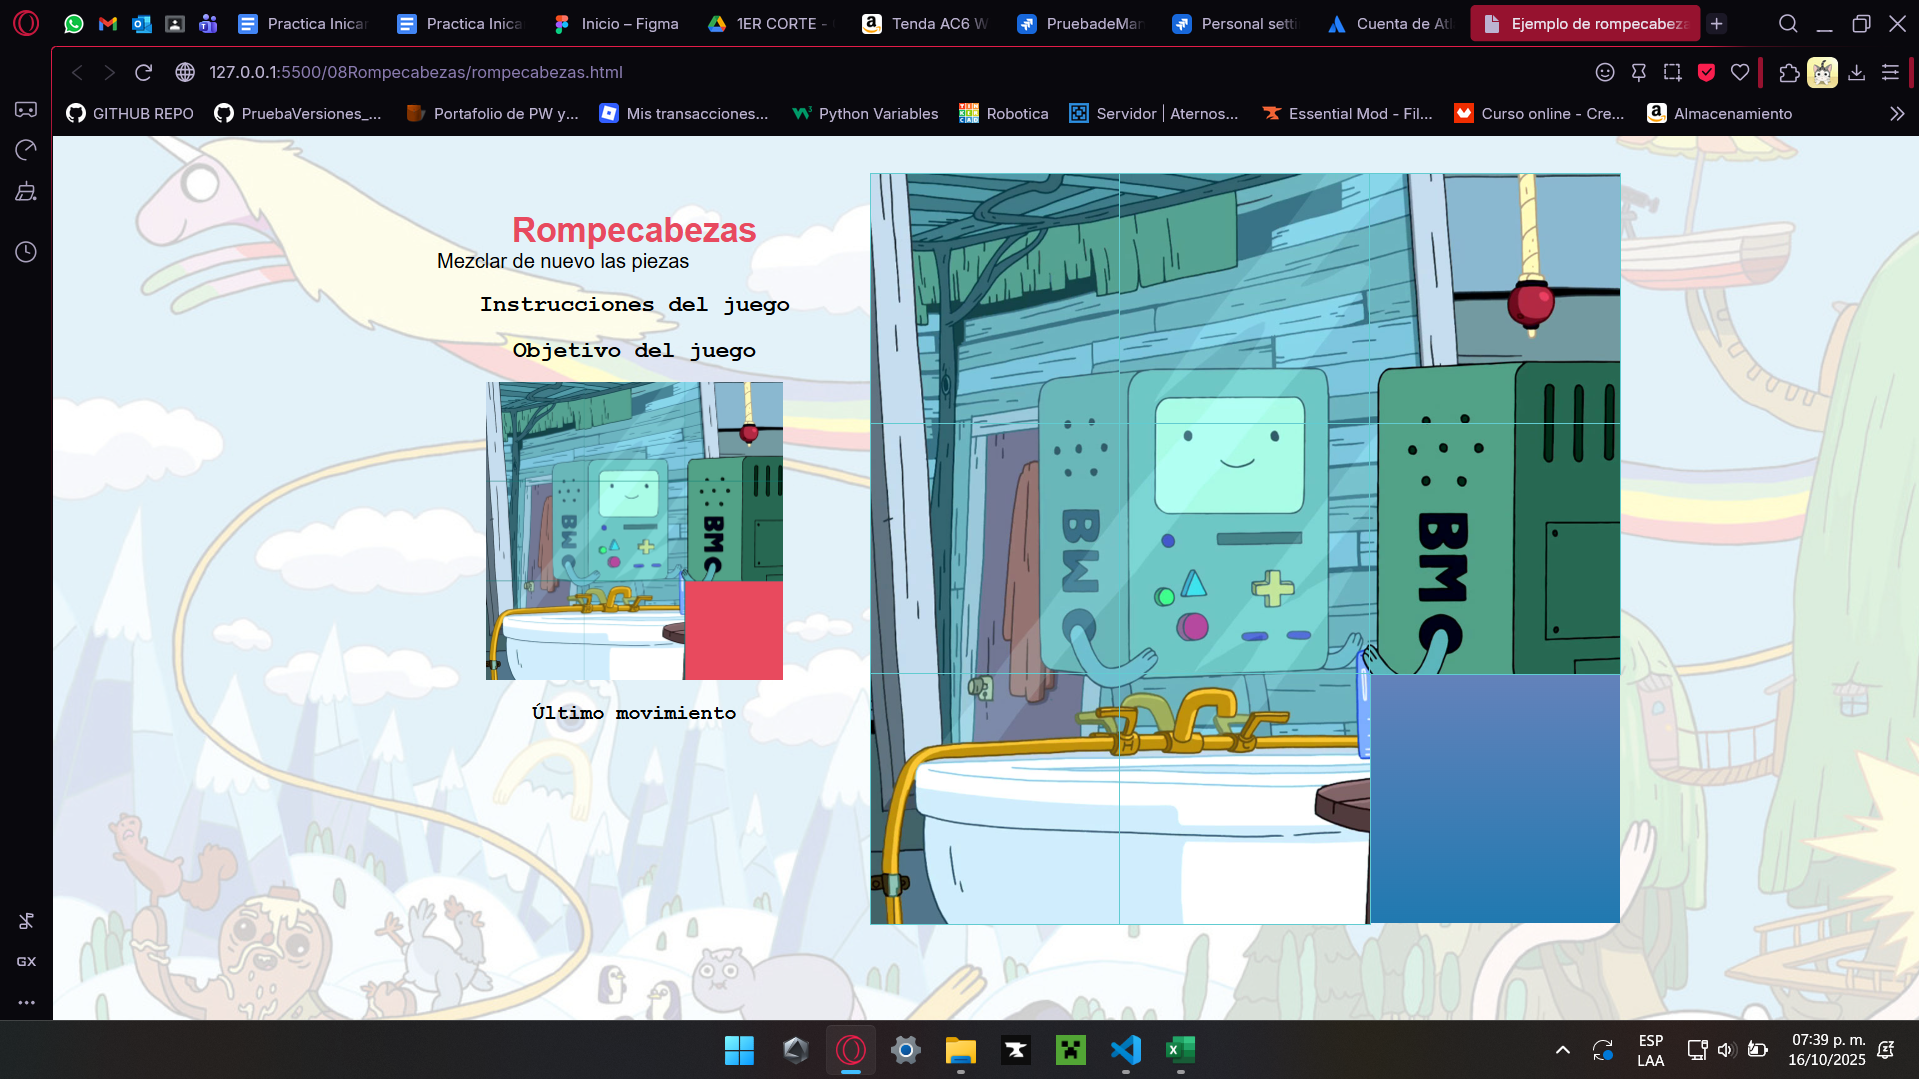 Practica Inica
Practica Inica
Inicio – Figma
1ER CORTE -
Tenda AC6 W
PruebadeMar
Personal setti
Cuenta de Atl
Ejemplo de rompecabeza
127.0.0.1:5500/08Rompecabezas/rompecabezas.html
GITHUB REPO
PruebaVersiones_...
Portafolio de PW y...
Mis transacciones...
Python Variables
Robotica
Servidor | Aternos...
Essential Mod - Fil...
Curso online - Cre...
Almacenamiento
Rompecabezas
Mezclar de nuevo las piezas
Instrucciones del juego
Objetivo del juego
BMO
BMO
Último movimiento
BMO
BMO
GX
ESP
LAA
07:39 p. m.
16/10/2025